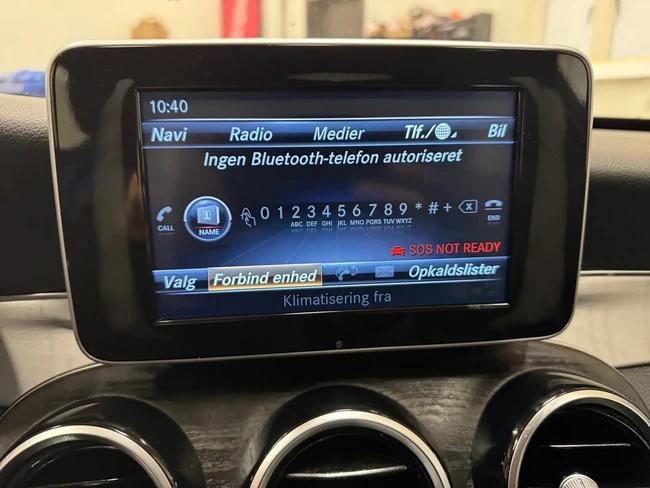 10:40
Navi Radio Medier Tlf./ Bil
Ingen Bluetooth-telefon autoriseret
0 1 2 3 4 5 6 7 8 9 * # +
ABC DEF GHI JKL MNO PQRS TUV WXYZ
CALL NAME END
SOS NOT READY
Valg Forbind enhed Opkaldslister
Klimatisering fra